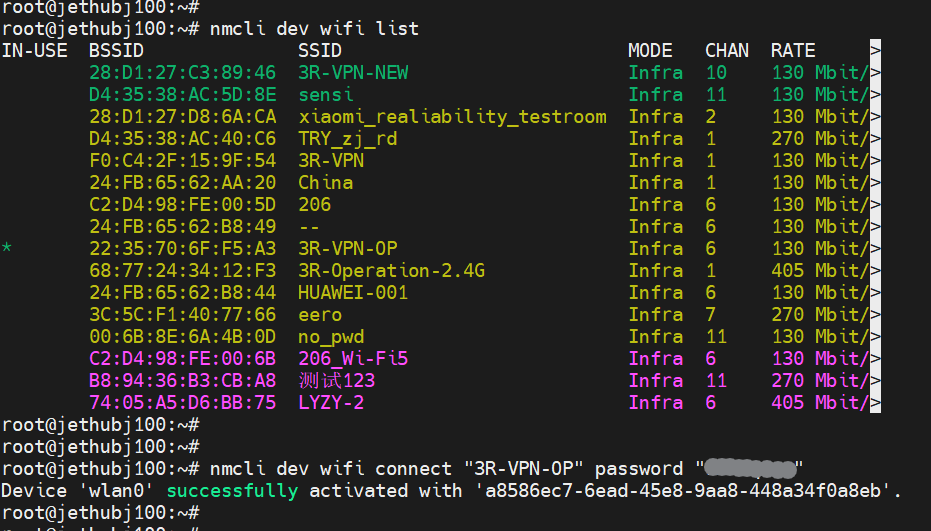 root@jethubj100:~#
root@jethubj100:~# nmcli dev wifi list
IN-USE  BSSID              SSID                        MODE   CHAN  RATE       >
        28:D1:27:C3:89:46  3R-VPN-NEW                  Infra  10    130 Mbit/>
        D4:35:38:AC:5D:8E  sensi                       Infra  11    130 Mbit/>
        28:D1:27:D8:6A:CA  xiaomi_realiability_testroom  Infra  2     130 Mbit/>
        D4:35:38:AC:40:C6  TRY_zj_rd                   Infra  1     270 Mbit/>
        F0:C4:2F:15:9F:54  3R-VPN                      Infra  1     130 Mbit/>
        24:FB:65:62:AA:20  China                       Infra  1     130 Mbit/>
        C2:D4:98:FE:00:5D  206                         Infra  6     130 Mbit/>
        24:FB:65:62:B8:49  --                          Infra  6     130 Mbit/>
*       22:35:70:6F:F5:A3  3R-VPN-OP                   Infra  6     130 Mbit/>
        68:77:24:34:12:F3  3R-Operation-2.4G           Infra  1     405 Mbit/>
        24:FB:65:62:B8:44  HUAWEI-001                  Infra  6     130 Mbit/>
        3C:5C:F1:40:77:66  eero                        Infra  7     270 Mbit/>
        00:6B:8E:6A:4B:0D  no_pwd                      Infra  11    130 Mbit/>
        C2:D4:98:FE:00:6B  206_Wi-Fi5                  Infra  6     130 Mbit/>
        B8:94:36:B3:CB:A8  测试123                     Infra  11    270 Mbit/>
        74:05:A5:D6:BB:75  LYZY-2                      Infra  6     405 Mbit/>
root@jethubj100:~#
root@jethubj100:~#
root@jethubj100:~# nmcli dev wifi connect "3R-VPN-OP" password " "
Device 'wlan0' successfully activated with 'a8586ec7-6ead-45e8-9aa8-448a34f0a8eb'.
root@jethubj100:~#